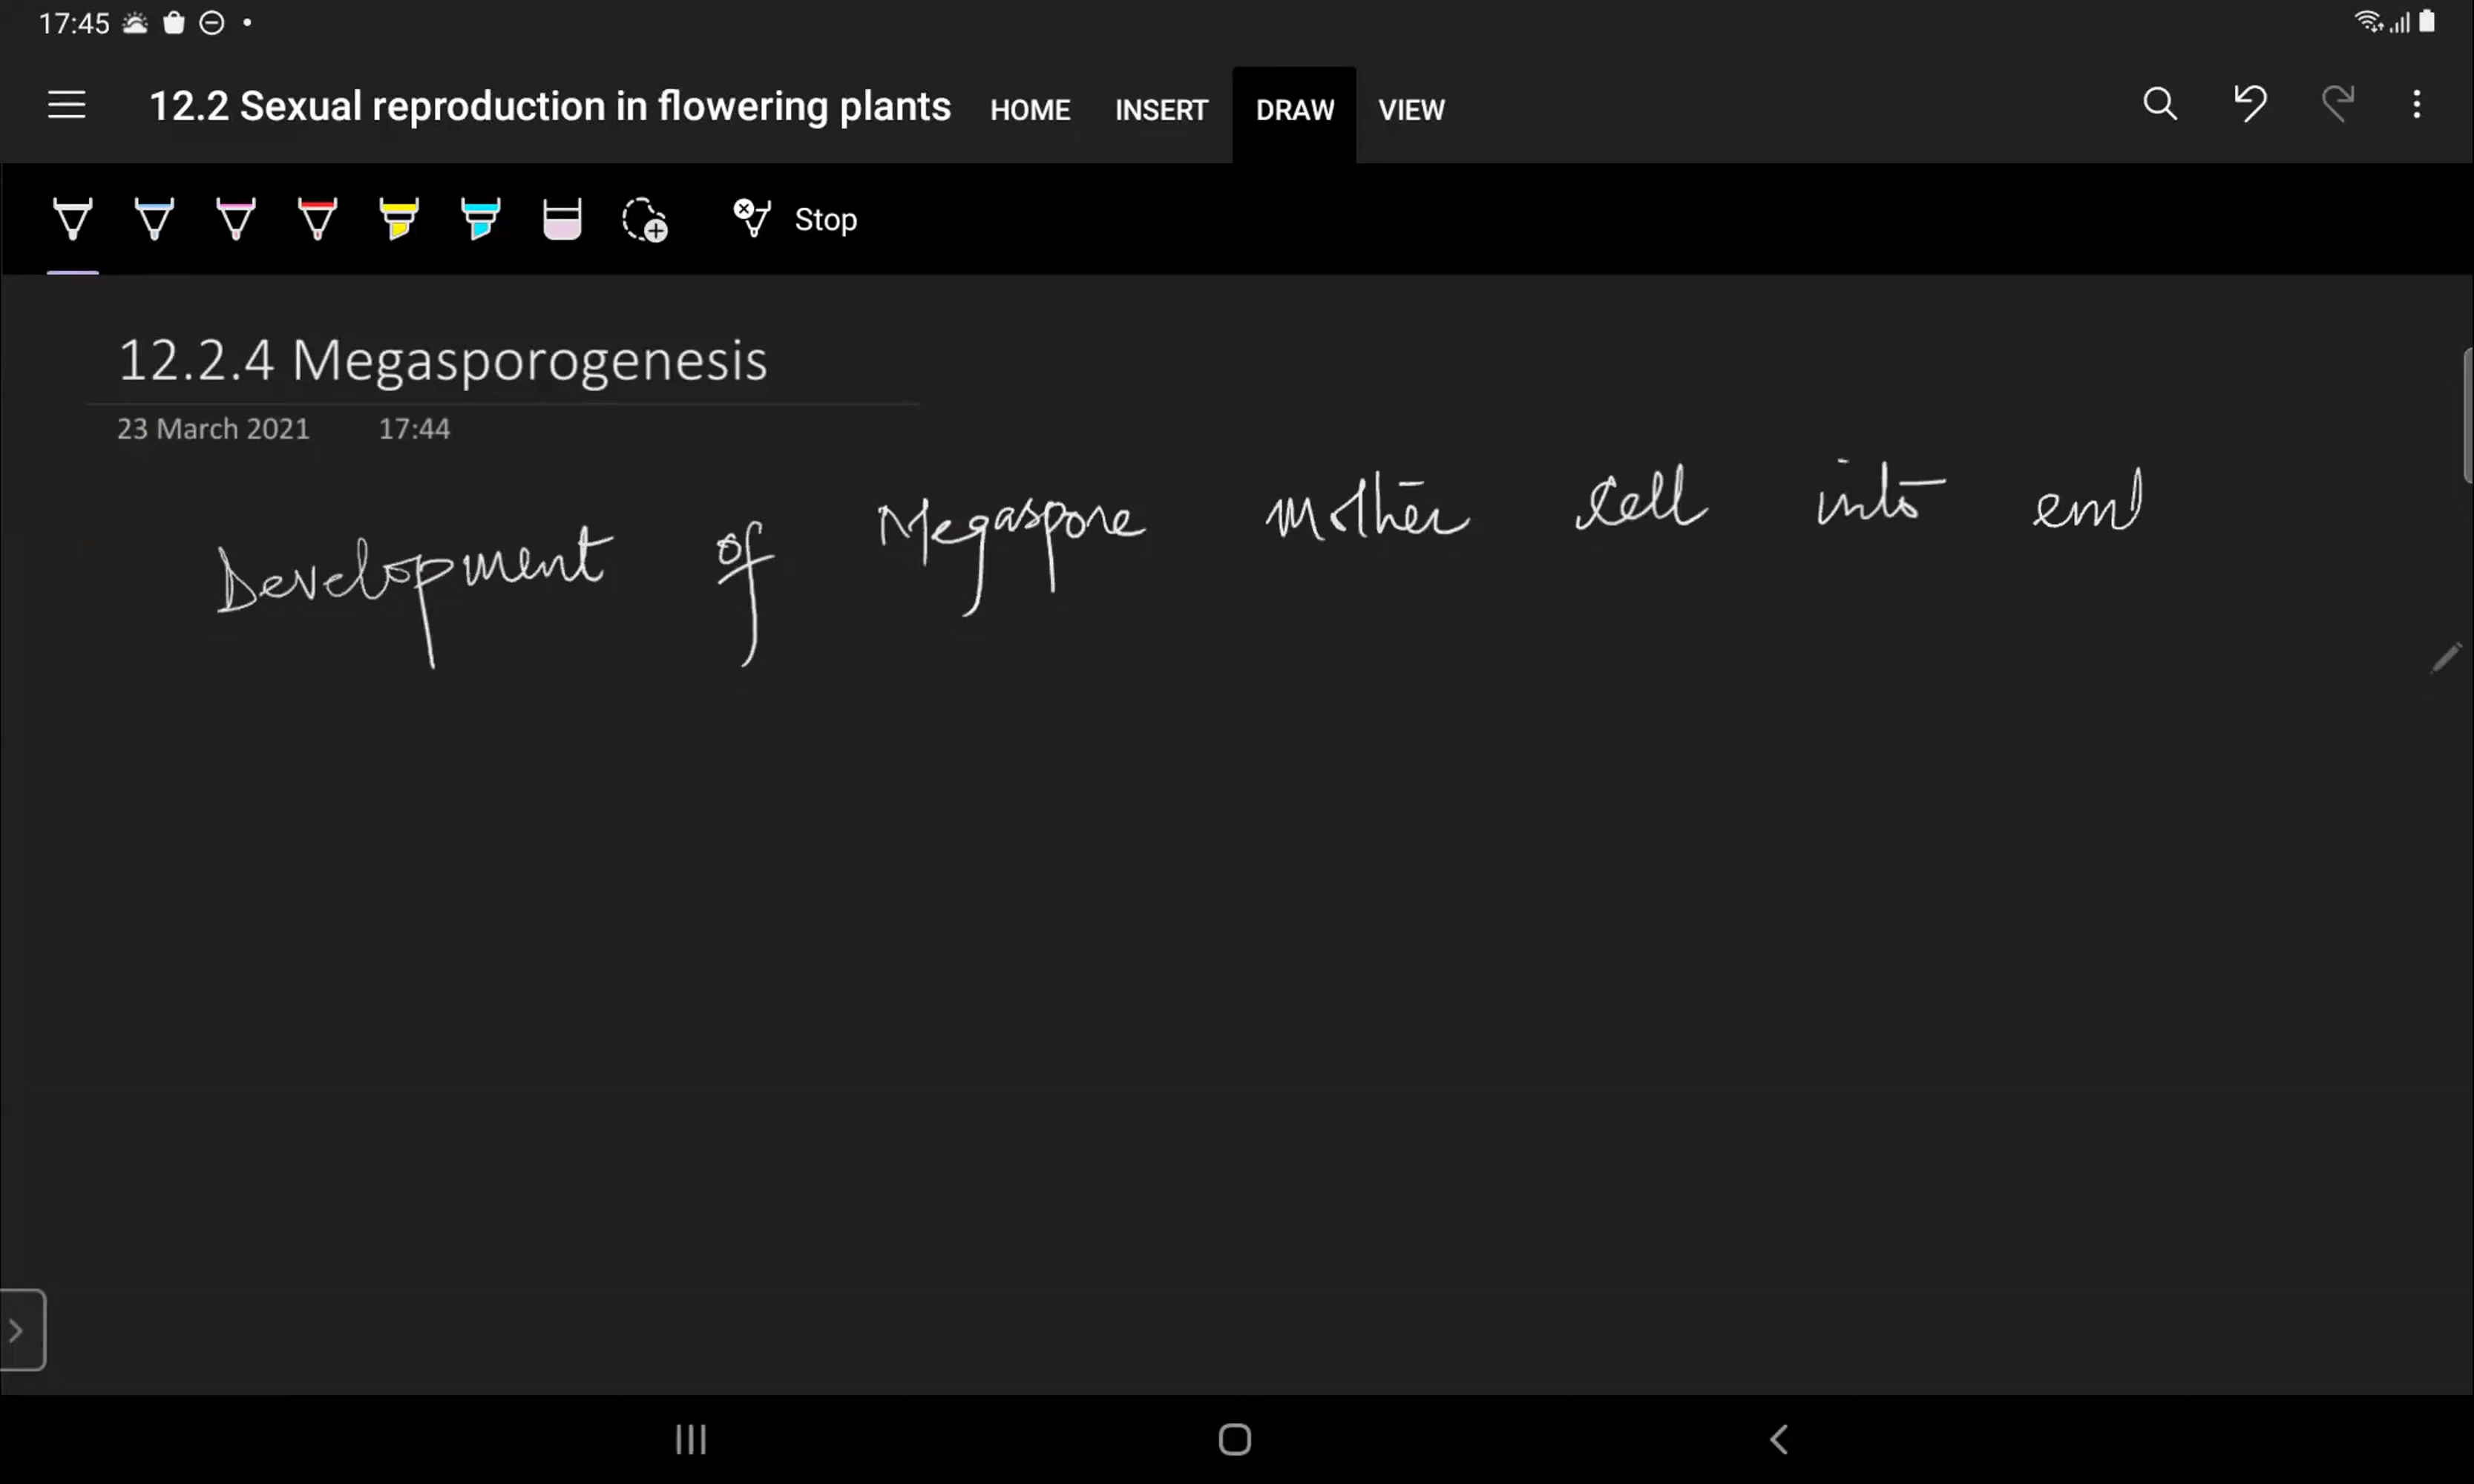 17:45
12.2 Sexual reproduction in flowering plants HOME INSERT DRAW VIEW
Stop
12.2.4 Megasporogenesis
23 March 2021 17:44
Development of Megaspore mother cell into em